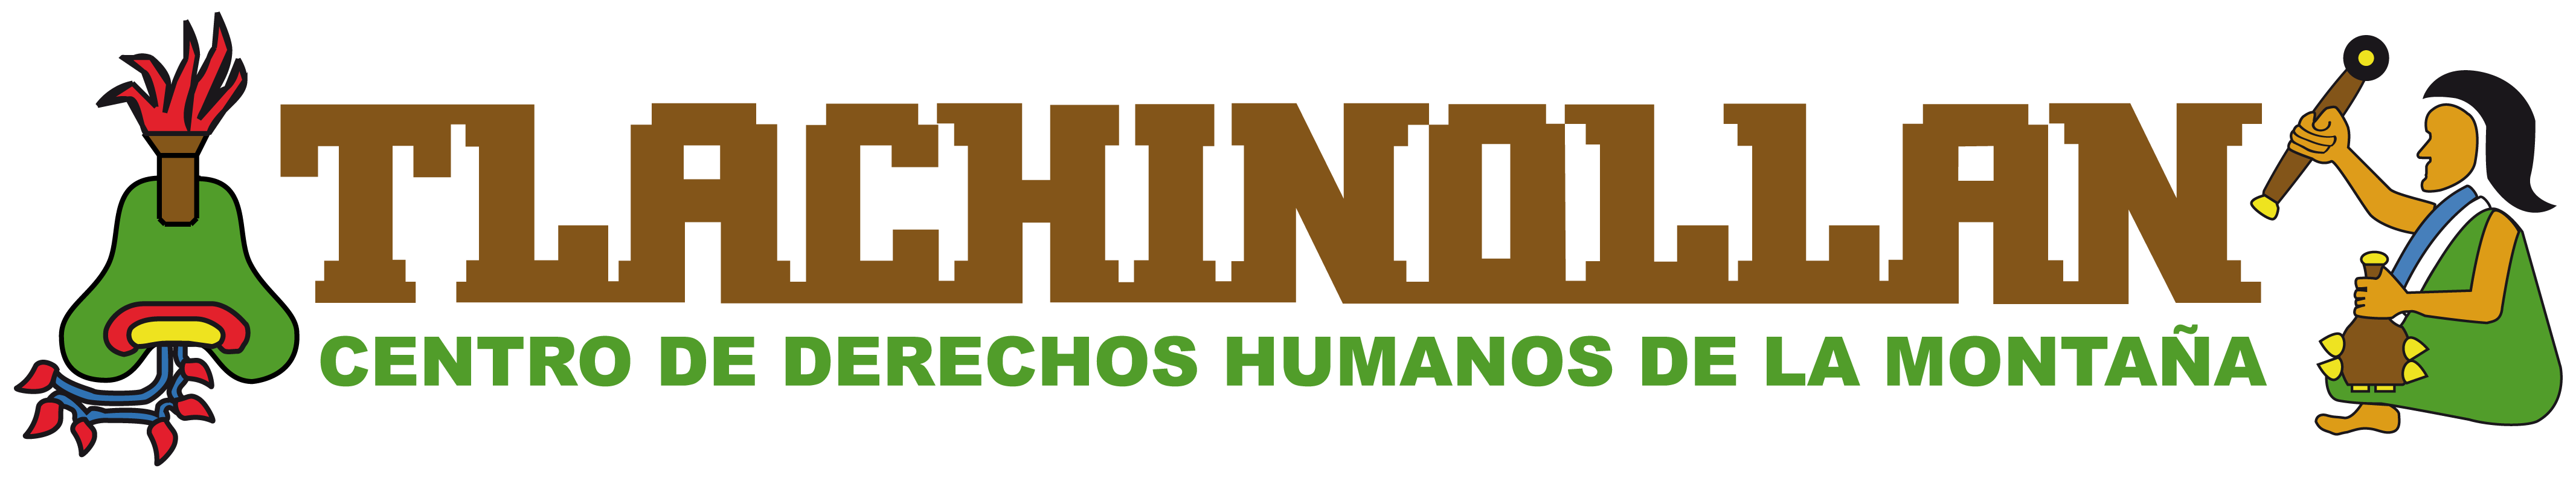 TLACHINOLLAN
CENTRO DE DERECHOS HUMANOS DE LA MONTAÑA